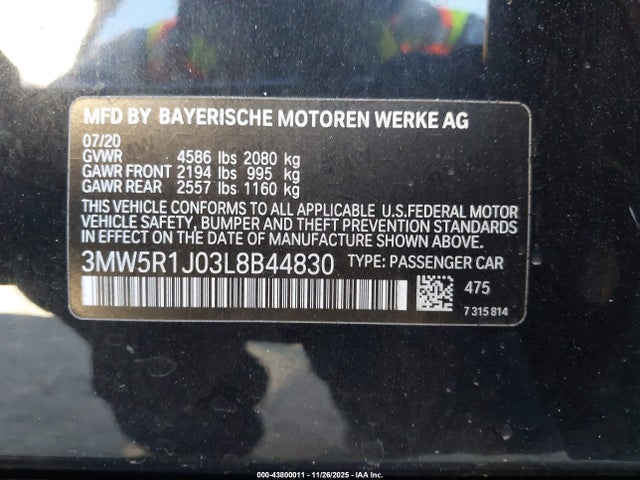 MFD BY BAYERISCHE MOTOREN WERKE AG
07/20
GVWR 4586 lbs 2080 kg
GAWR FRONT 2194 lbs 995 kg
GAWR REAR 2557 lbs 1160 kg
THIS VEHICLE CONFORMS TO ALL APPLICABLE U.S.FEDERAL MOTOR
VEHICLE SAFETY, BUMPER AND THEFT PREVENTION STANDARDS
IN EFFECT ON THE DATE OF MANUFACTURE SHOWN ABOVE.
3MW5R1J03L8B44830 TYPE: PASSENGER CAR
475
7 315 814
000-43800011 - 11/26/2025 - IAA Inc.